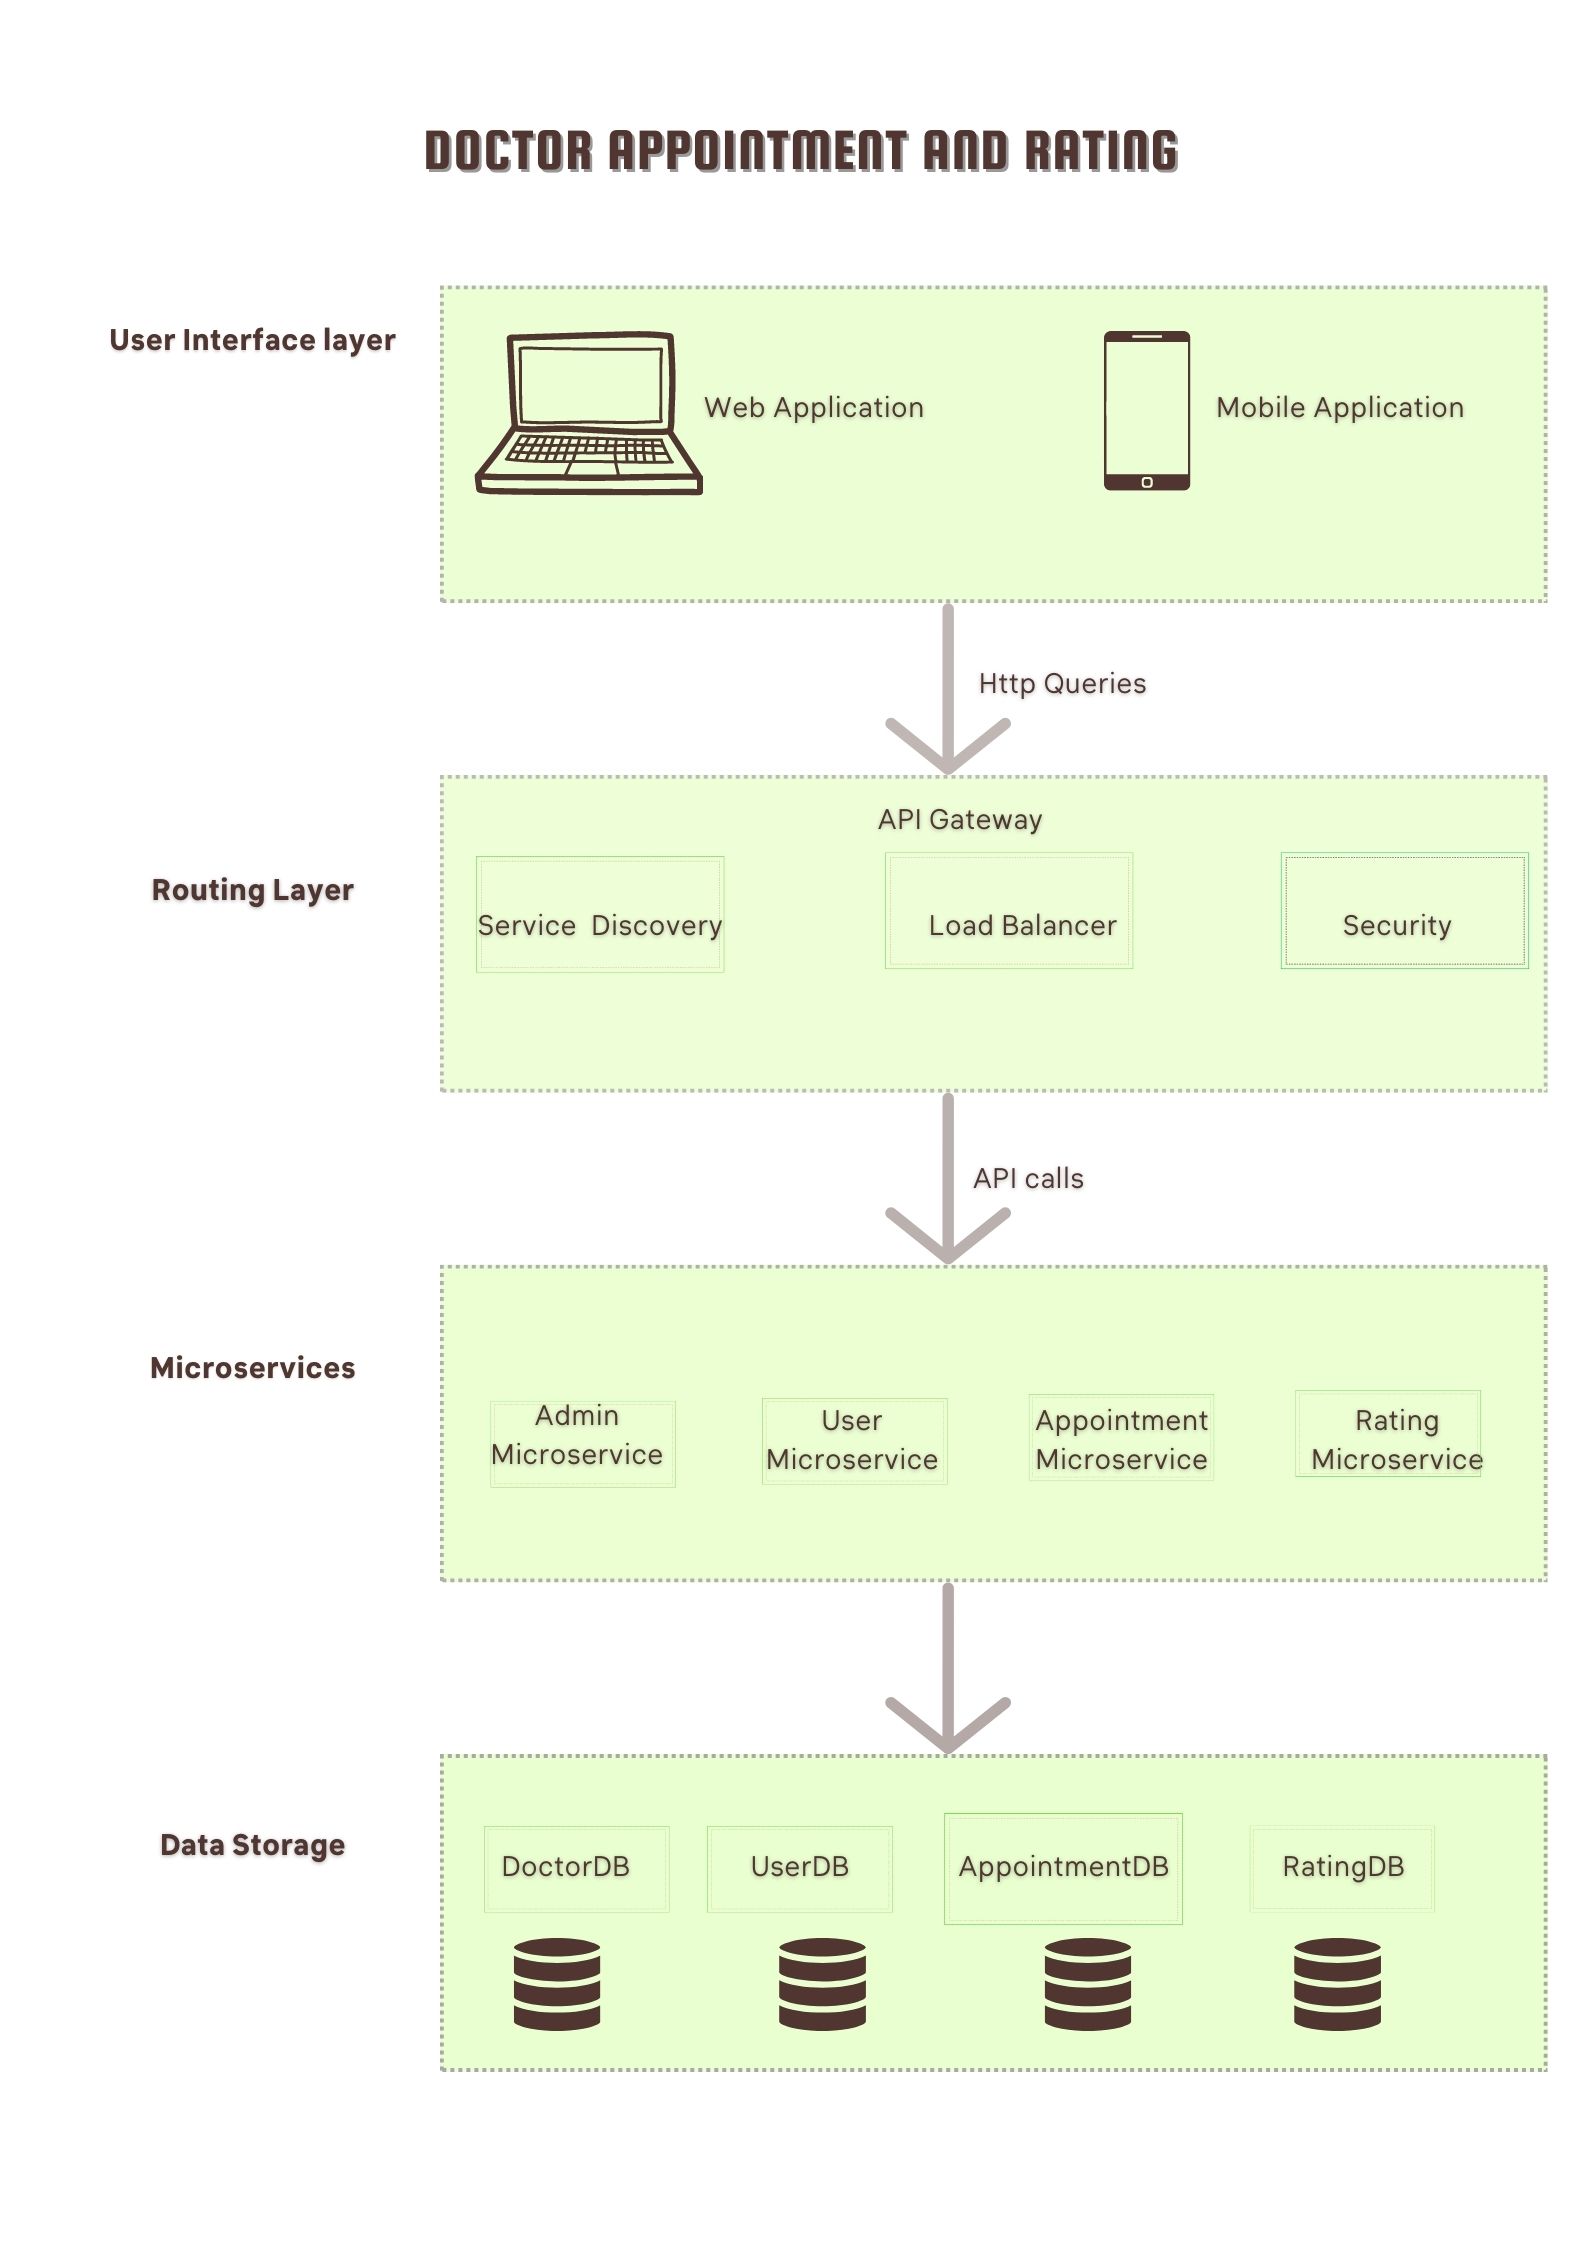 DOCTOR APPOINTMENT AND RATING
User Interface layer
Web Application
Mobile Application
Http Queries
API Gateway
Routing Layer
Service Discovery
Load Balancer
Security
API calls
Microservices
Admin
Microservice
User
Microservice
Appointment
Microservice
Rating
Microservice
Data Storage
DoctorDB
UserDB
AppointmentDB
RatingDB